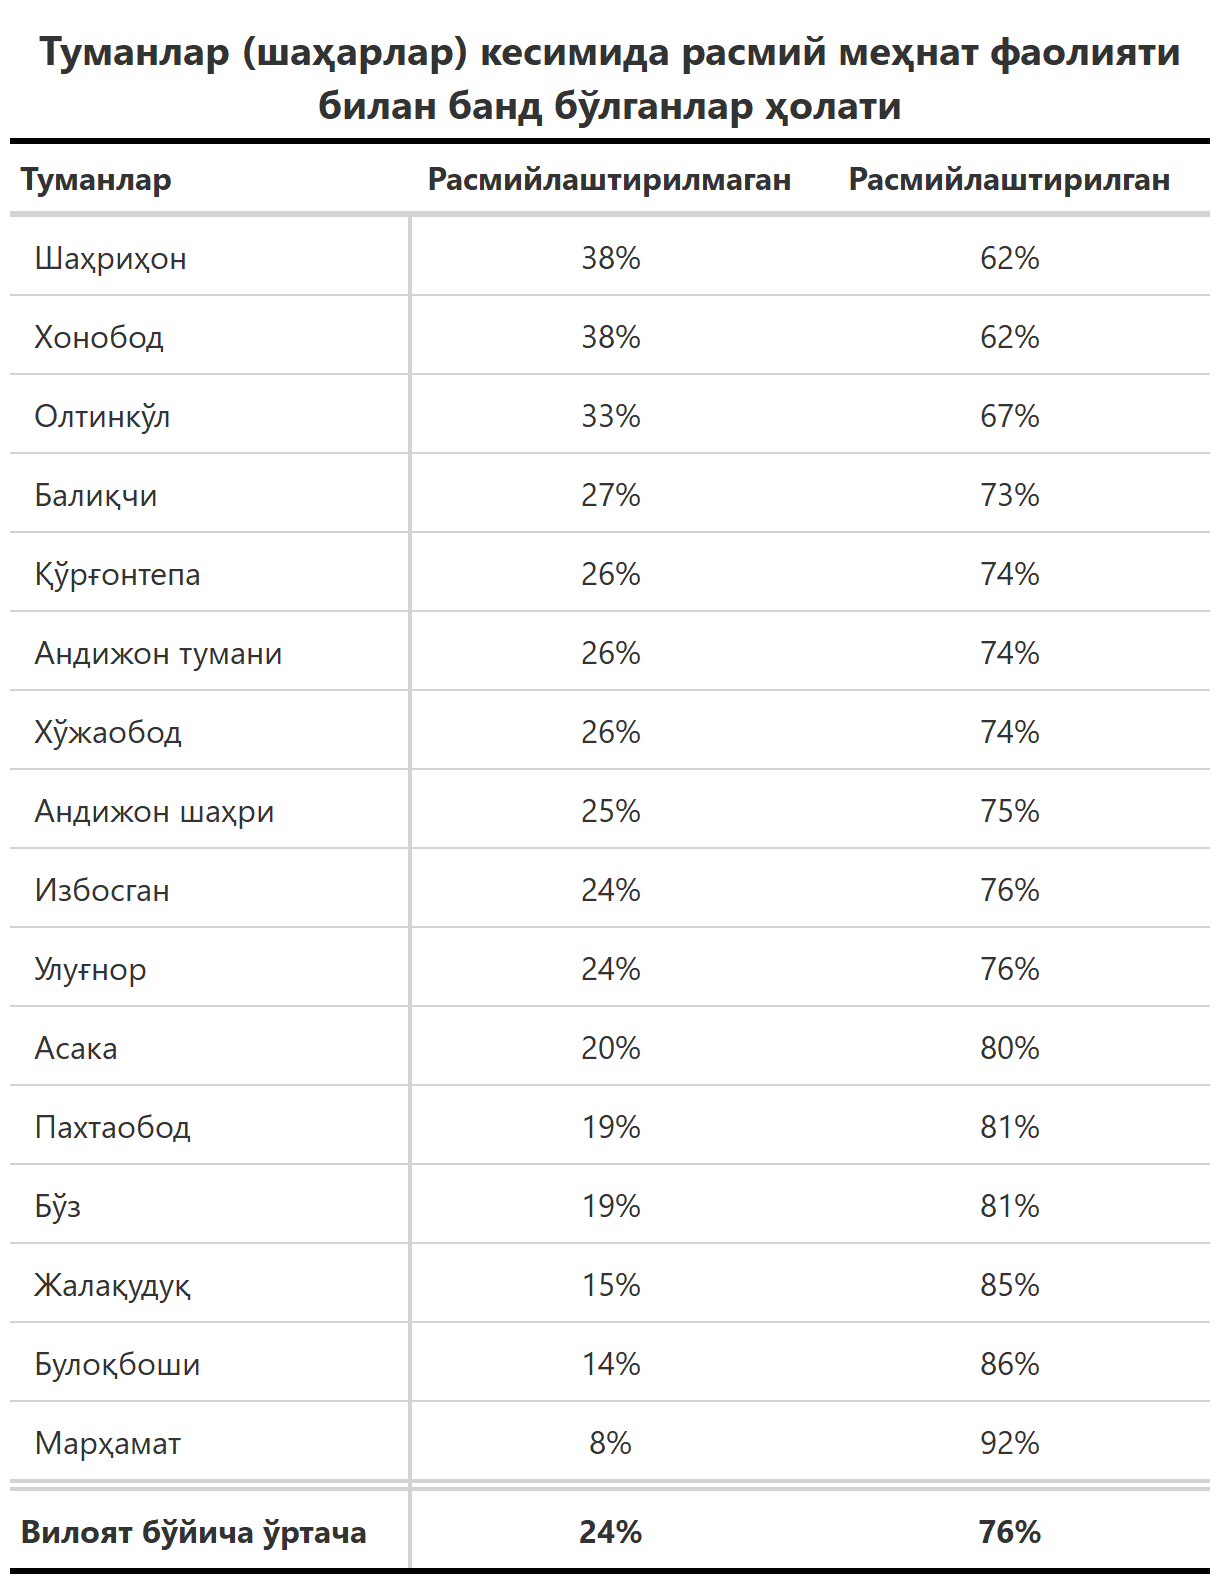 Туманлар (шаҳарлар) кесимида расмий меҳнат фаолияти
билан банд бўлганлар ҳолати
Туманлар Расмийлаштирилмаган Расмийлаштирилган
Шаҳриҳон 38% 62%
Хонобод 38% 62%
Олтинкўл 33% 67%
Балиқчи 27% 73%
Қўрғонтепа 26% 74%
Андижон тумани 26% 74%
Хўжаобод 26% 74%
Андижон шаҳри 25% 75%
Избосган 24% 76%
Улуғнор 24% 76%
Асака 20% 80%
Пахтаобод 19% 81%
Бўз 19% 81%
Жалақудуқ 15% 85%
Булоқбоши 14% 86%
Марҳамат 8% 92%
Вилоят бўйича ўртача 24% 76%